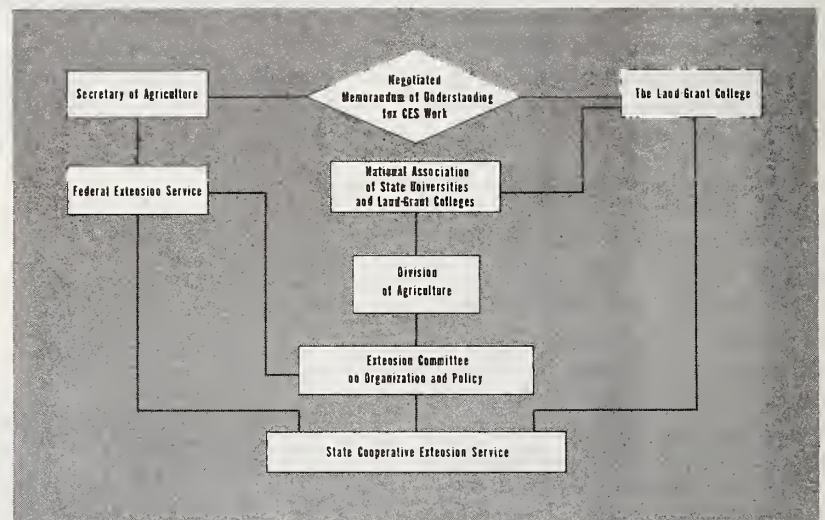 Secretary of Agriculture
Negotiated
Memorandum of Understanding
for CES Work
The Land-Grant College
Federal Extension Service
National Association
of State Universities
and Land-Grant Colleges
Division
of Agriculture
Extension Committee
on Organization and Policy
State Cooperative Extension Service